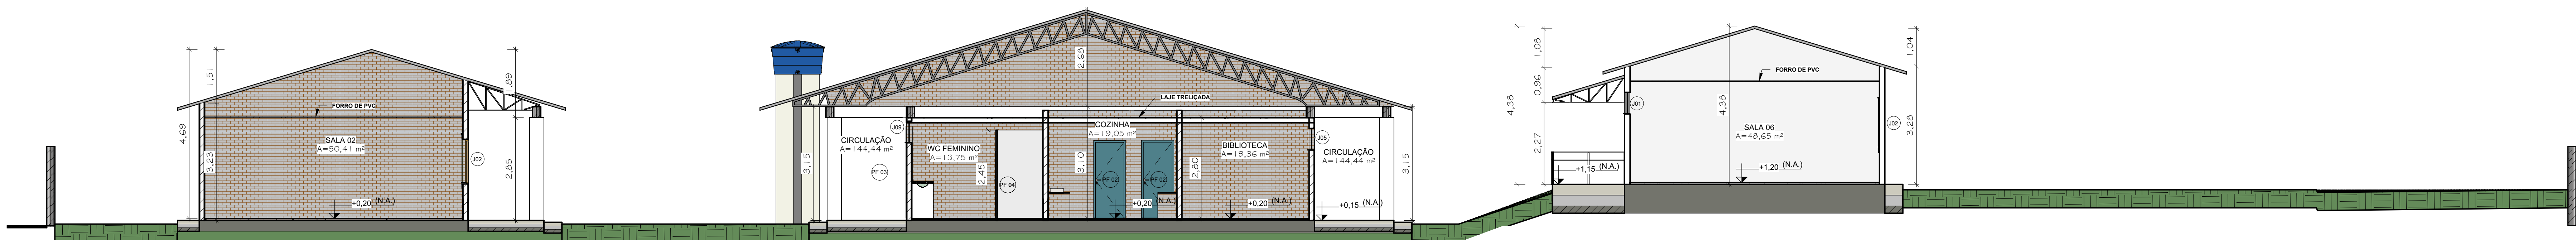 4,69
1,51
3,23
FORRO DE PVC
SALA 02
A=50,41 m²
+0,20 (N.A.)
1,89
2,85
J02
3,15
CIRCULAÇÃO
A=144,44 m²
PF 03
J09
WC FEMININO
A=13,75 m²
2,45
PF 04
2,68
3,10
LAJE TRELIÇADA
COZINHA
A=19,05 m²
PF 02
PF 02
+0,20 (N.A.)
2,80
BIBLIOTECA
A=19,36 m²
+0,20 (N.A.)
J05
CIRCULAÇÃO
A=144,44 m²
+0,15 (N.A.)
3,15
4,38
1,08
0,96
2,27
+1,15 (N.A.)
J01
4,38
FORRO DE PVC
SALA 06
A=48,65 m²
+1,20 (N.A.)
J02
1,04
3,28